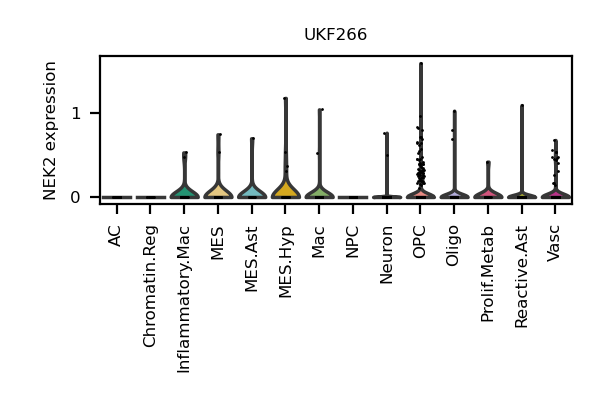 UKF266
NEK2 expression
1
0
AC
Chromatin.Reg
Inflammatory.Mac
MES
MES.Ast
MES.Hyp
Mac
NPC
Neuron
OPC
Oligo
Prolif.Metab
Reactive.Ast
Vasc